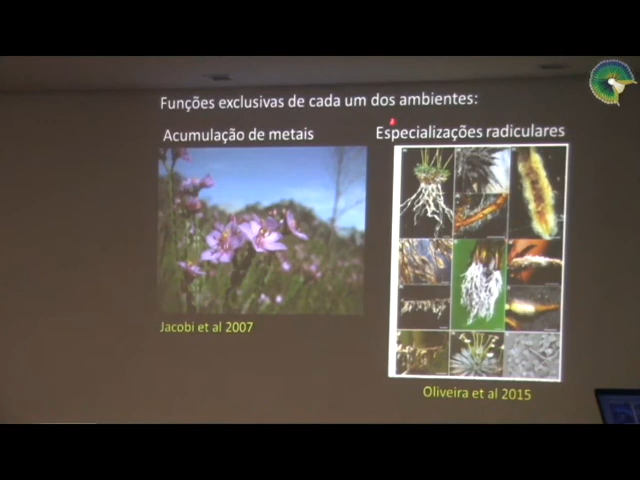 Funções exclusivas de cada um dos ambientes:
Acumulação de metais
Especializações radiculares
Jacobi et al 2007
Oliveira et al 2015